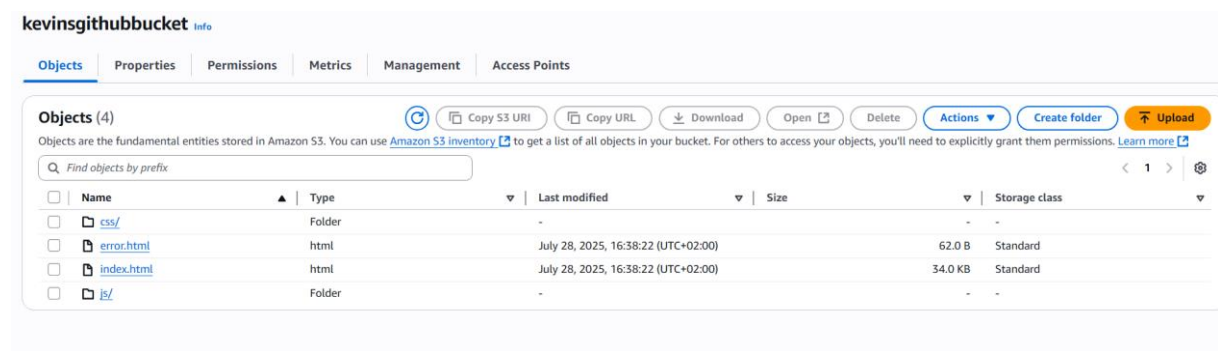 kevinsgithubbucket Info
Objects Properties Permissions Metrics Management Access Points
Objects (4) Copy S3 URI Copy URL Download Open Delete Actions Create folder Upload
Objects are the fundamental entities stored in Amazon S3. You can use Amazon S3 inventory to get a list of all objects in your bucket. For others to access your objects, you'll need to explicitly grant them permissions. Learn more
Find objects by prefix 1
Name Type Last modified Size Storage class
css/ Folder - - -
error.html html July 28, 2025, 16:38:22 (UTC+02:00) 62.0 B Standard
index.html html July 28, 2025, 16:38:22 (UTC+02:00) 34.0 KB Standard
js/ Folder - - -